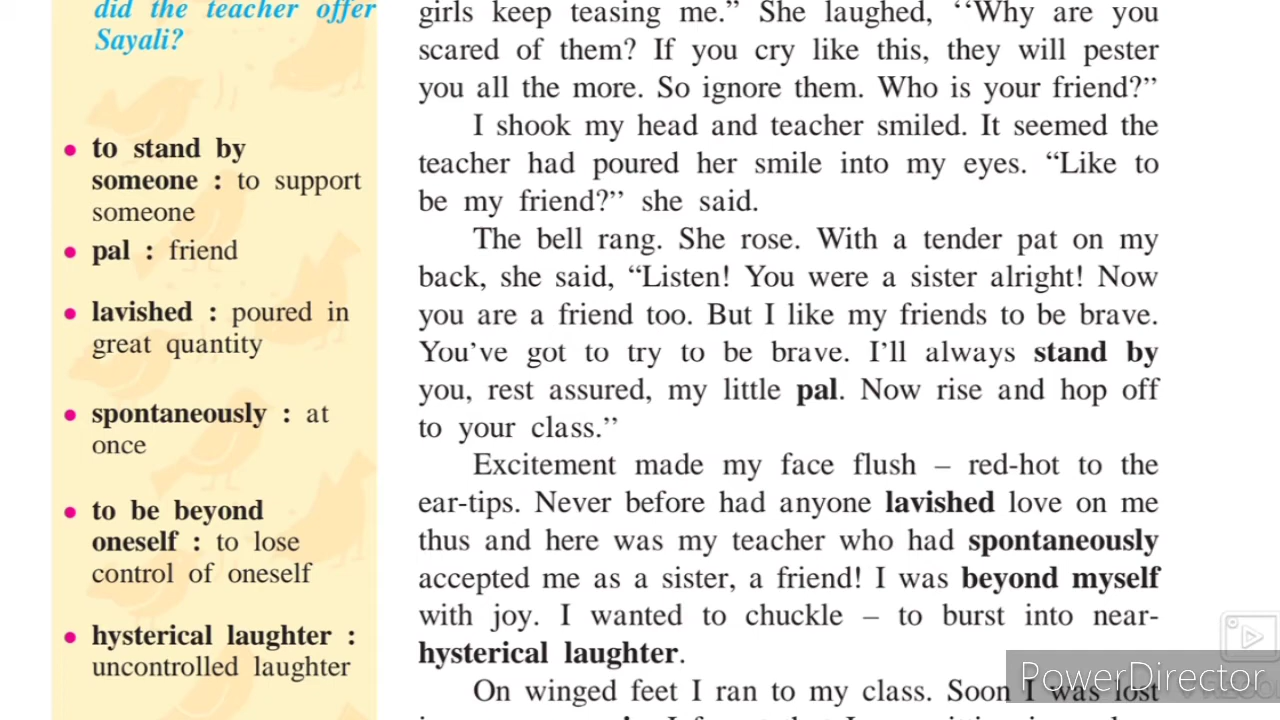 did the teacher offer
Sayali?
• to stand by
someone : to support
someone
• pal : friend
• lavished : poured in
great quantity
• spontaneously : at
once
• to be beyond
oneself : to lose
control of oneself
• hysterical laughter :
uncontrolled laughter
girls keep teasing me.” She laughed, ‘‘Why are you
scared of them? If you cry like this, they will pester
you all the more. So ignore them. Who is your friend?’’
I shook my head and teacher smiled. It seemed the
teacher had poured her smile into my eyes. “Like to
be my friend?’’ she said.
The bell rang. She rose. With a tender pat on my
back, she said, “Listen! You were a sister alright! Now
you are a friend too. But I like my friends to be brave.
You’ve got to try to be brave. I’ll always stand by
you, rest assured, my little pal. Now rise and hop off
to your class.’’
Excitement made my face flush – red-hot to the
ear-tips. Never before had anyone lavished love on me
thus and here was my teacher who had spontaneously
accepted me as a sister, a friend! I was beyond myself
with joy. I wanted to chuckle – to burst into near-
hysterical laughter.
On winged feet I ran to my class. Soon I was lost
PowerDirector